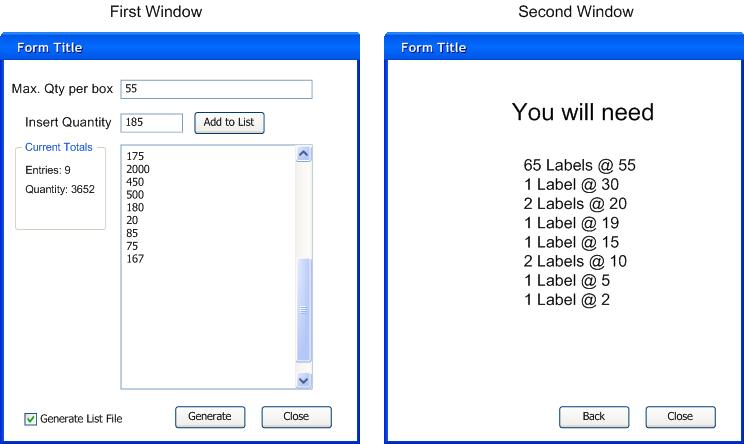 First Window
Form Title
Max. Qty per box 55
Insert Quantity 185 Add to List
Current Totals
Entries: 9
Quantity: 3652
175
2000
450
500
180
20
85
75
167
Generate List File Generate Close
Second Window
Form Title
You will need
65 Labels @ 55
1 Label @ 30
2 Labels @ 20
1 Label @ 19
1 Label @ 15
2 Labels @ 10
1 Label @ 5
1 Label @ 2
Back Close